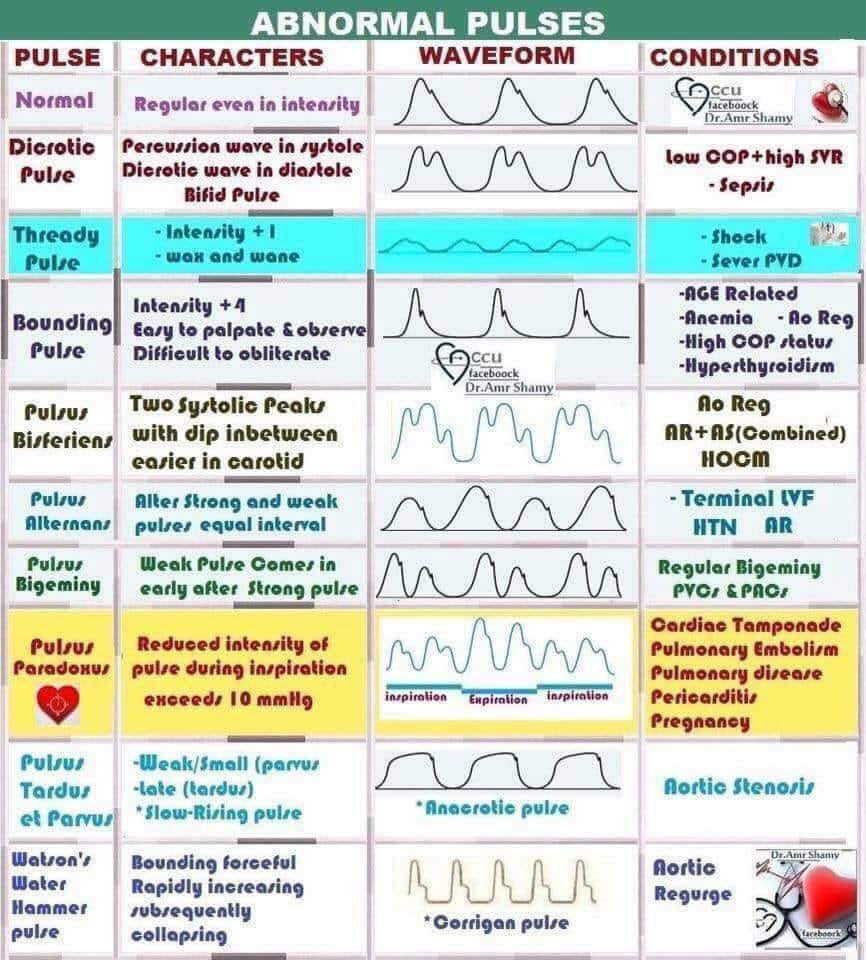 ABNORMAL PULSES
PULSE CHARACTERS WAVEFORM CONDITIONS
Normal
Regular even in intensity
CCU
faceboock
Dr.Amr Shamy
Dicrotic
Pulse
Percussion wave in systole
Dicrotic wave in diastole
Bifid Pulse
Low COP+high SVR
- Sepsis
Thready
Pulse
- Intensity +1
- wax and wane
- Shock
- Sever PVD
Bounding
Pulse
Intensity +4
Easy to palpate & observe
Difficult to obliterate
CCU
faceboock
Dr.Amr Shamy
-AGE Related
-Anemia - Ao Reg
-High COP status
-Hyperthyroidism
Pulsus
Bisferiens
Two Systolic Peaks
with dip inbetween
easier in carotid
Ao Reg
AR+AS(Combined)
HOCM
Pulsus
Alternans
Alter Strong and weak
pulses equal interval
- Terminal LVF
HTN AR
Pulsus
Bigeminy
Weak Pulse Comes in
early after Strong pulse
Regular Bigeminy
PVCs & PACs
Pulsus
Paradoxus
Reduced intensity of
pulse during inspiration
exceeds 10 mmHg
inspiration Expiration inspiration
Cardiac Tamponade
Pulmonary Embolism
Pulmonary disease
Pericarditis
Pregnancy
Pulsus
Tardus
et Parvus
-Weak/Small (parvus
-Late (tardus)
*Slow-Rising pulse
*Anacrotic pulse
Aortic Stenosis
Watson's
Water
Hammer
pulse
Bounding forceful
Rapidly increasing
subsequently
collapsing
*Corrigan pulse
Aortic
Regurge
Dr.Amr Shamy
faceboock